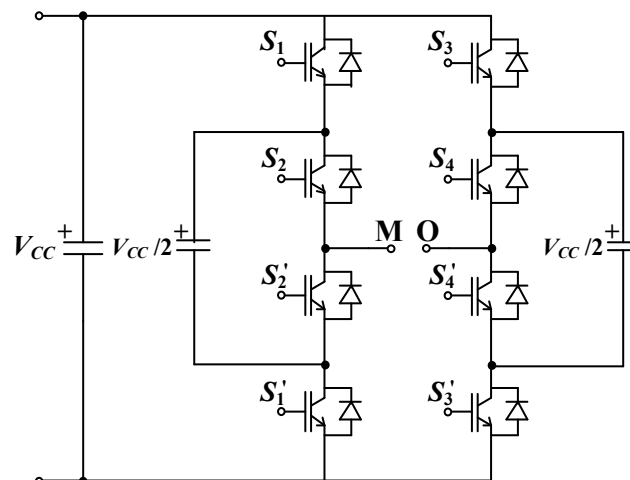 S1
S3
S2
S4
+
VCC
+
VCC /2
M
O
+
VCC /2
S2'
S4'
S1'
S3'